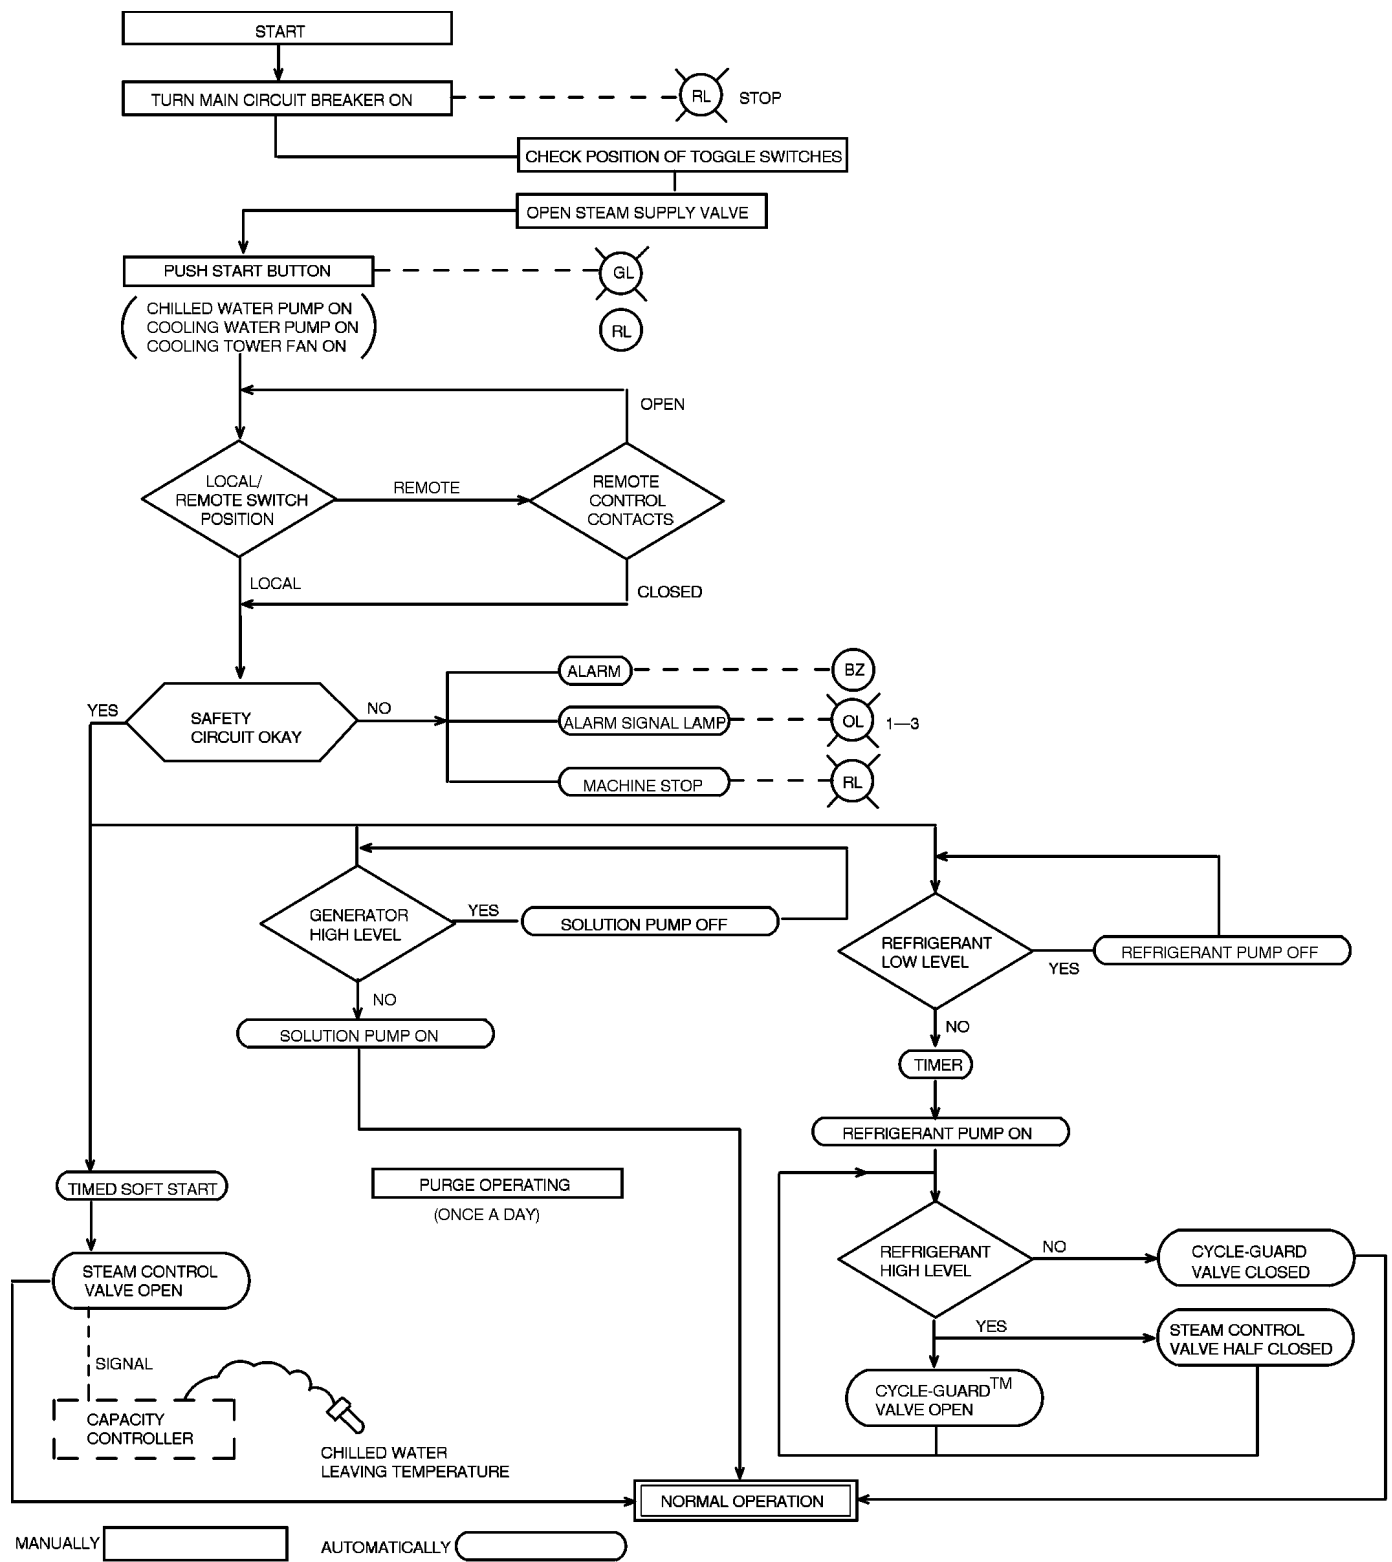 START
TURN MAIN CIRCUIT BREAKER ON
RL
STOP
CHECK POSITION OF TOGGLE SWITCHES
OPEN STEAM SUPPLY VALVE
PUSH START BUTTON
GL
CHILLED WATER PUMP ON
COOLING WATER PUMP ON
COOLING TOWER FAN ON
RL
OPEN
LOCAL/
REMOTE SWITCH
POSITION
REMOTE
REMOTE
CONTROL
CONTACTS
LOCAL
CLOSED
YES
SAFETY
CIRCUIT OKAY
NO
ALARM
BZ
ALARM SIGNAL LAMP
OL
1—3
MACHINE STOP
RL
GENERATOR
HIGH LEVEL
YES
SOLUTION PUMP OFF
NO
SOLUTION PUMP ON
REFRIGERANT
LOW LEVEL
YES
REFRIGERANT PUMP OFF
NO
TIMER
REFRIGERANT PUMP ON
TIMED SOFT START
PURGE OPERATING
(ONCE A DAY)
STEAM CONTROL
VALVE OPEN
REFRIGERANT
HIGH LEVEL
NO
CYCLE-GUARD
VALVE CLOSED
YES
STEAM CONTROL
VALVE HALF CLOSED
CYCLE-GUARD™
VALVE OPEN
SIGNAL
CAPACITY
CONTROLLER
CHILLED WATER
LEAVING TEMPERATURE
NORMAL OPERATION
MANUALLY
AUTOMATICALLY